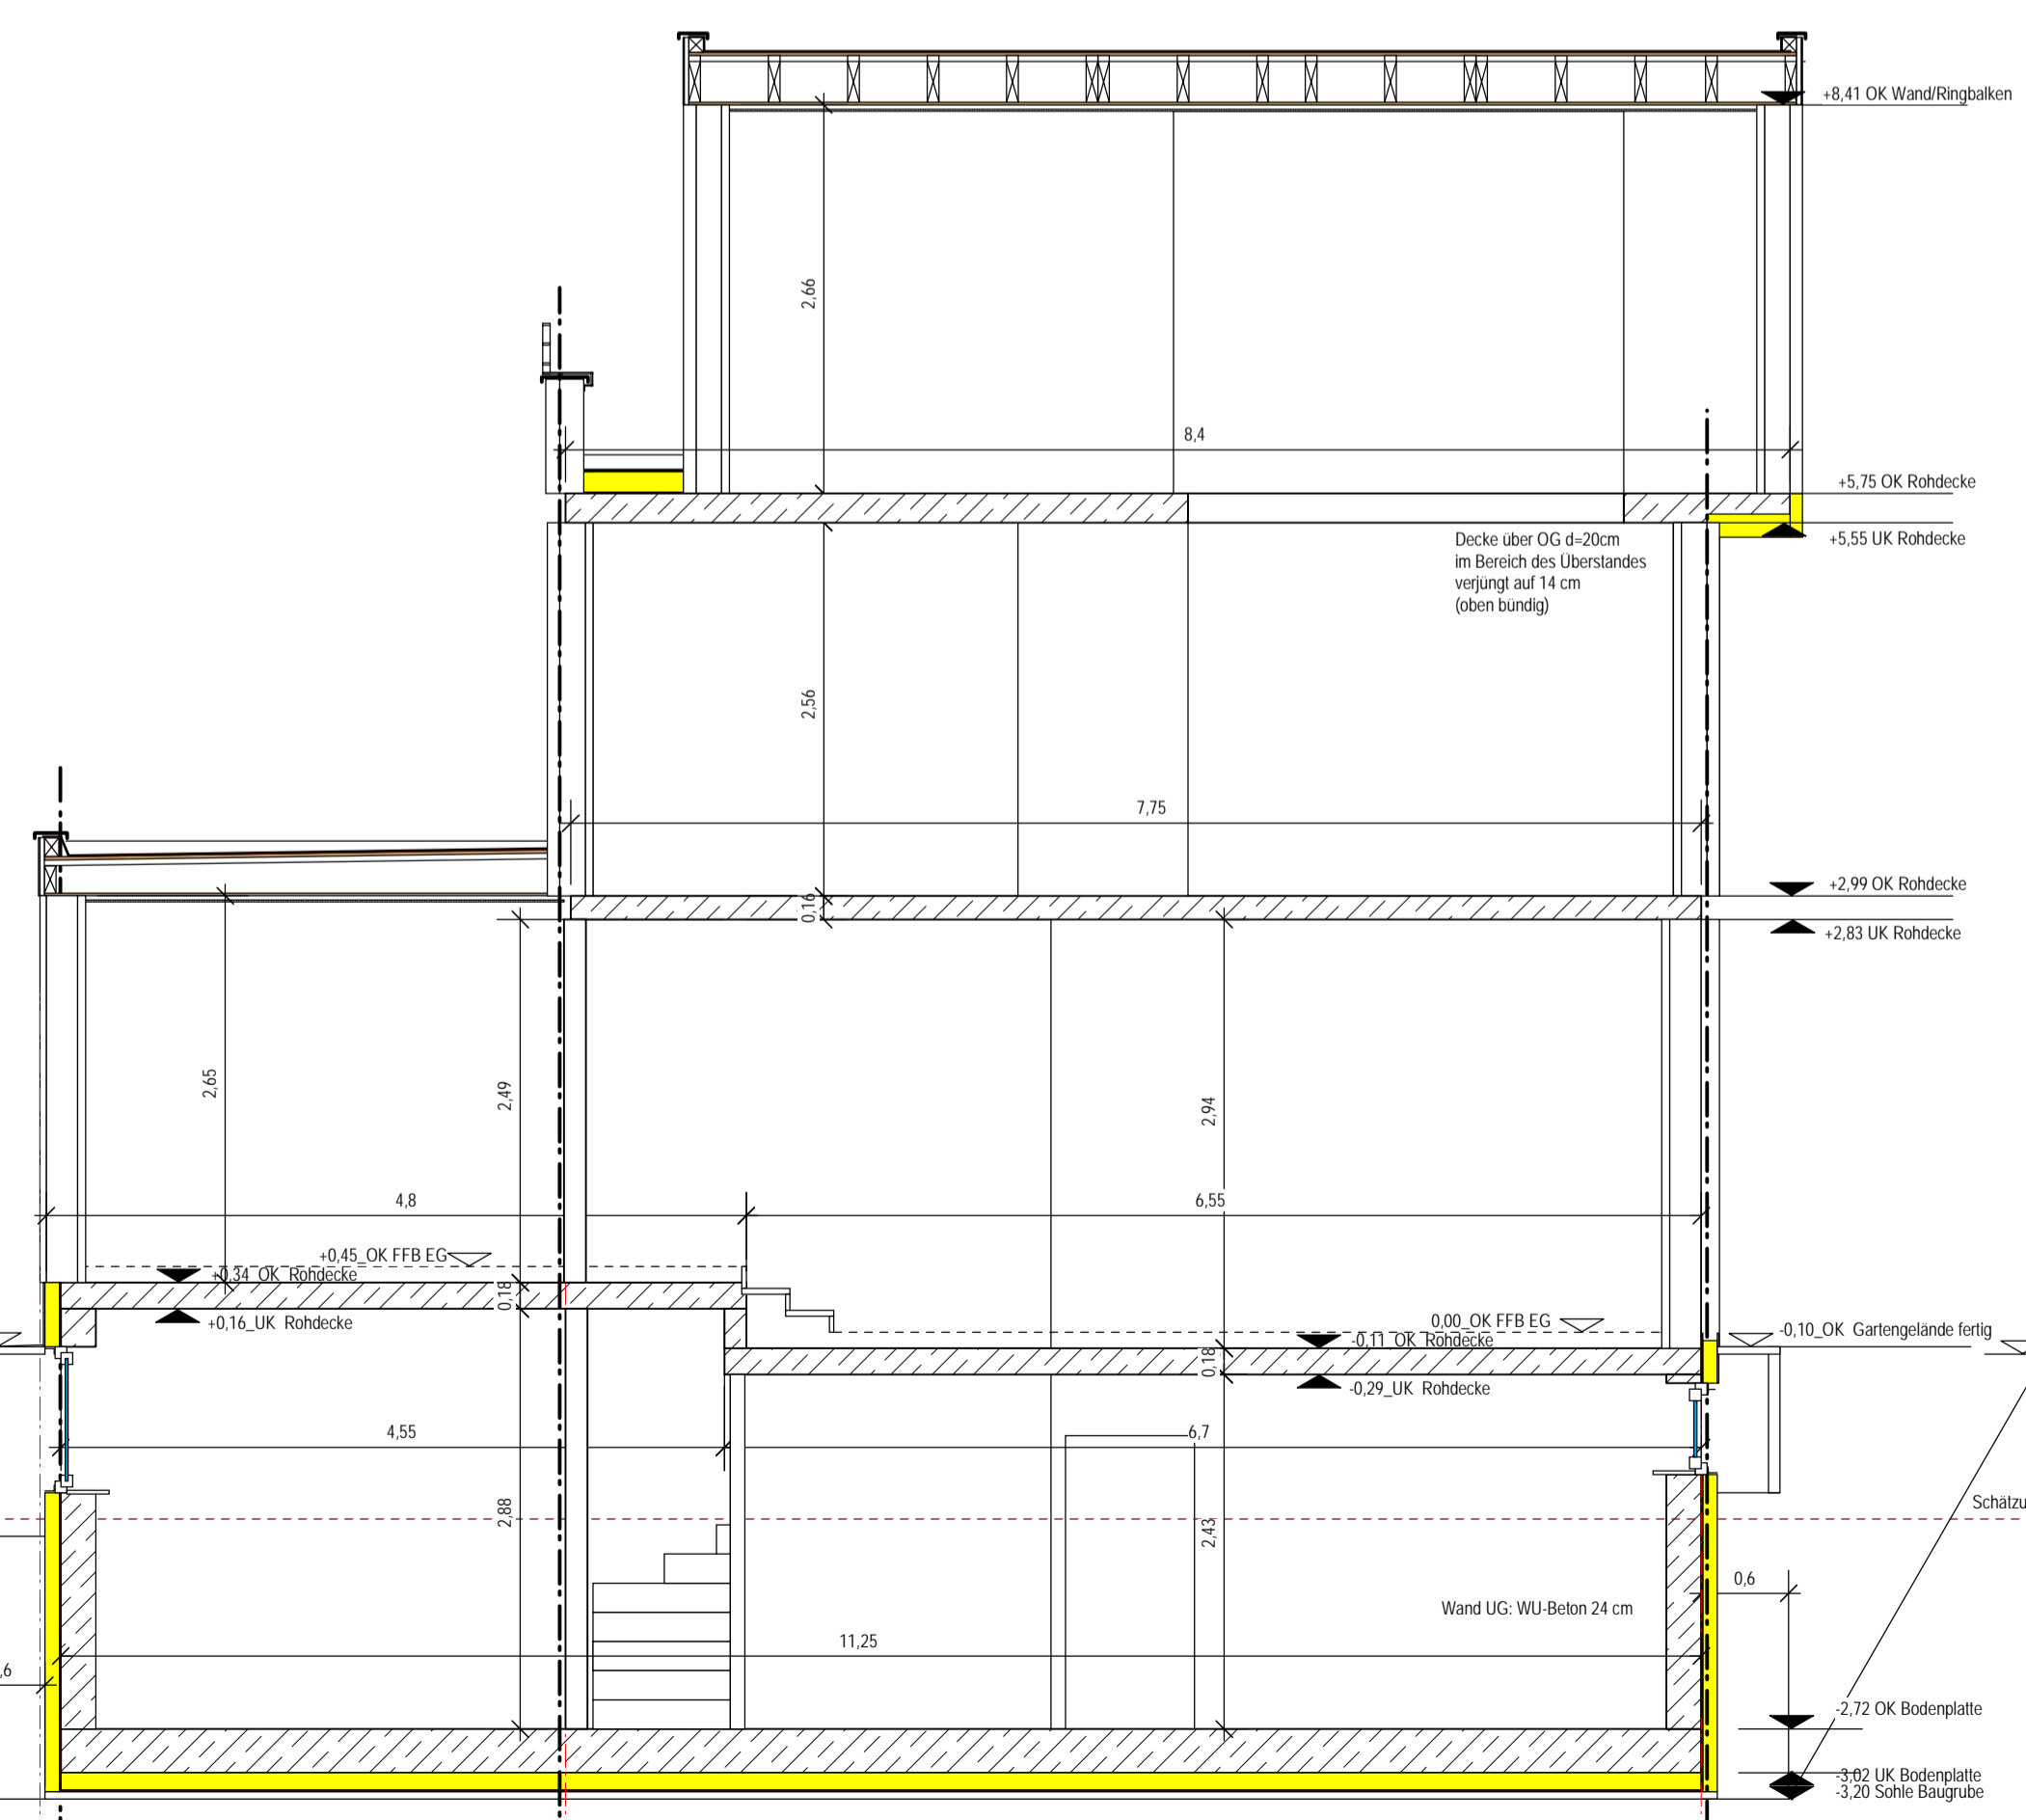 +8,41 OK Wand/Ringbalken
2,66
8,4
+5,75 OK Rohdecke
+5,55 UK Rohdecke
Decke über OG d=20cm
im Bereich des Überstandes
verjüngt auf 14 cm
(oben bündig)
2,56
7,75
+2,99 OK Rohdecke
0,16
+2,83 UK Rohdecke
2,65
2,49
2,94
4,8
6,55
+0,45_OK FFB EG
+0,34 OK Rohdecke
0,18
+0,16_UK Rohdecke
0,00_OK FFB EG
-0,10_OK Gartengelände fertig
-0,11 OK Rohdecke
0,18
-0,29_UK Rohdecke
4,55
6,7
2,88
2,43
Schätzu
0,6
Wand UG: WU-Beton 24 cm
11,25
,6
-2,72 OK Bodenplatte
-3,02 UK Bodenplatte
-3,20 Sohle Baugrube